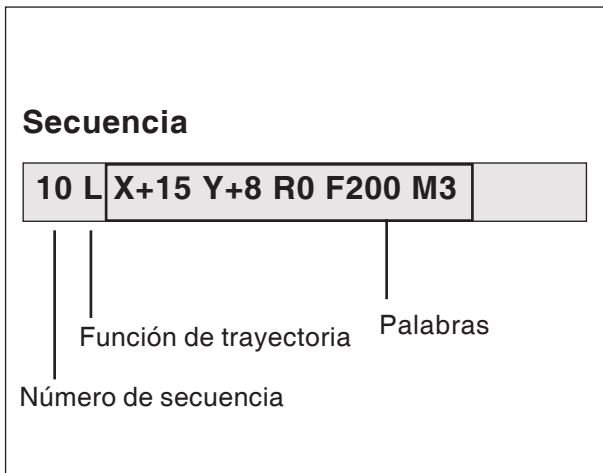 Secuencia
10 L X+15 Y+8 R0 F200 M3
Función de trayectoria
Palabras
Número de secuencia